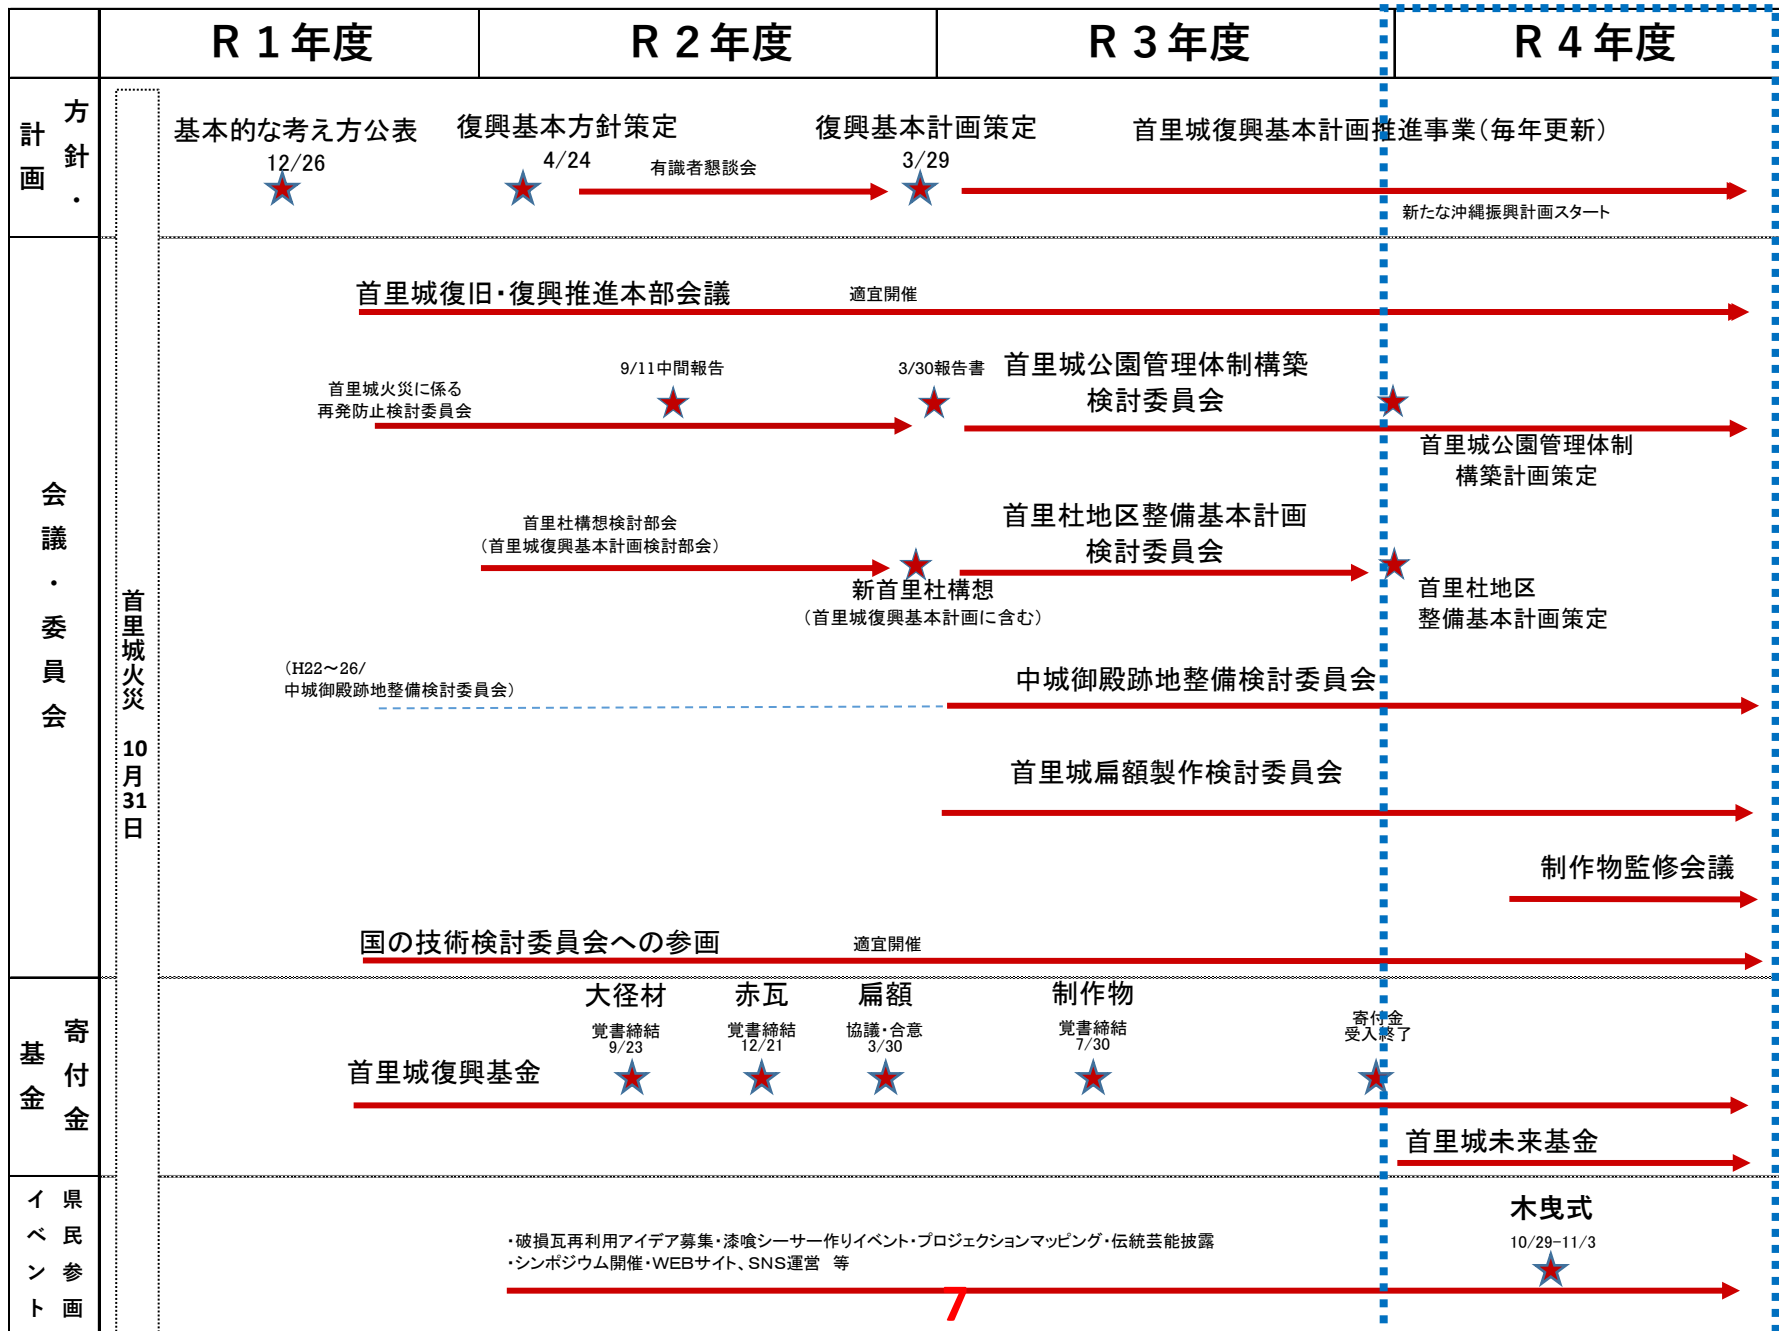 R1年度
R2年度
R3年度
R4年度
方針・
計画
基本的な考え方公表
12/26
復興基本方針策定
4/24
有識者懇談会
復興基本計画策定
3/29
首里城復興基本計画推進事業（毎年更新）
新たな沖縄振興計画スタート
首里城火災 10月31日
会議・委員会
首里城復旧・復興推進本部会議
適宜開催
首里城火災に係る
再発防止検討委員会
9/11中間報告
3/30報告書
首里城公園管理体制構築
検討委員会
首里城公園管理体制
構築計画策定
首里杜構想検討部会
（首里城復興基本計画検討部会）
新首里杜構想
（首里城復興基本計画に含む）
首里杜地区整備基本計画
検討委員会
首里杜地区
整備基本計画策定
（H22～26/
中城御殿跡地整備検討委員会）
中城御殿跡地整備検討委員会
首里城扁額製作検討委員会
制作物監修会議
国の技術検討委員会への参画
適宜開催
寄付金
基金
首里城復興基金
大径材
覚書締結
9/23
赤瓦
覚書締結
12/21
扁額
協議・合意
3/30
制作物
覚書締結
7/30
寄付金
受入終了
首里城未来基金
県民参画
イベント
・破損瓦再利用アイデア募集・漆喰シーサー作りイベント・プロジェクションマッピング・伝統芸能披露
・シンポジウム開催・WEBサイト、SNS運営 等
木曳式
10/29-11/3
7